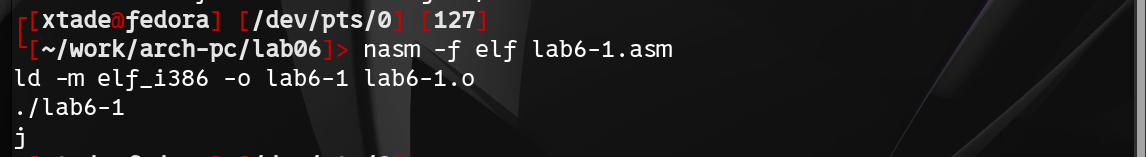 ┌[xtade@fedora] [/dev/pts/0] [127]
└[~/work/arch-pc/lab06]> nasm -f elf lab6-1.asm
ld -m elf_i386 -o lab6-1 lab6-1.o
./lab6-1
j